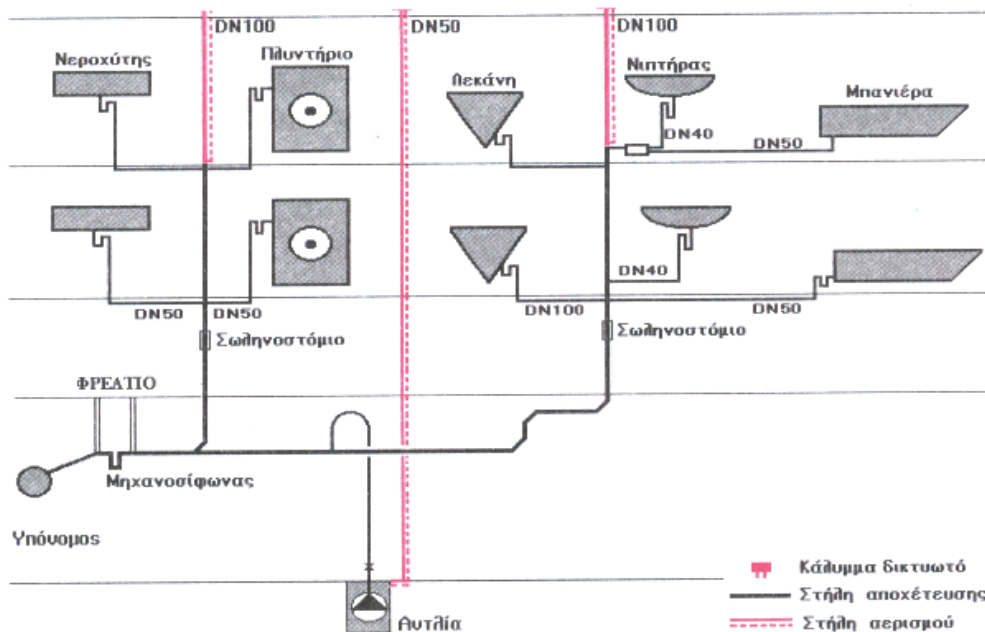 DN100 DN50 DN100
Νεροχύτης Πλυντήριο Λεκάνη Νιπτήρας Μπανιέρα
DN40 DN50
DN40
DN50 DN50 DN100 DN50
Σωληνοστόμιο Σωληνοστόμιο
ΦΡΕΑΤΙΟ
Μηχανοσίφωνας
Υπόνομος
Αντλία
Κάλυμμα δικτυωτό
Στήλη αποχέτευσης
Στήλη αερισμού